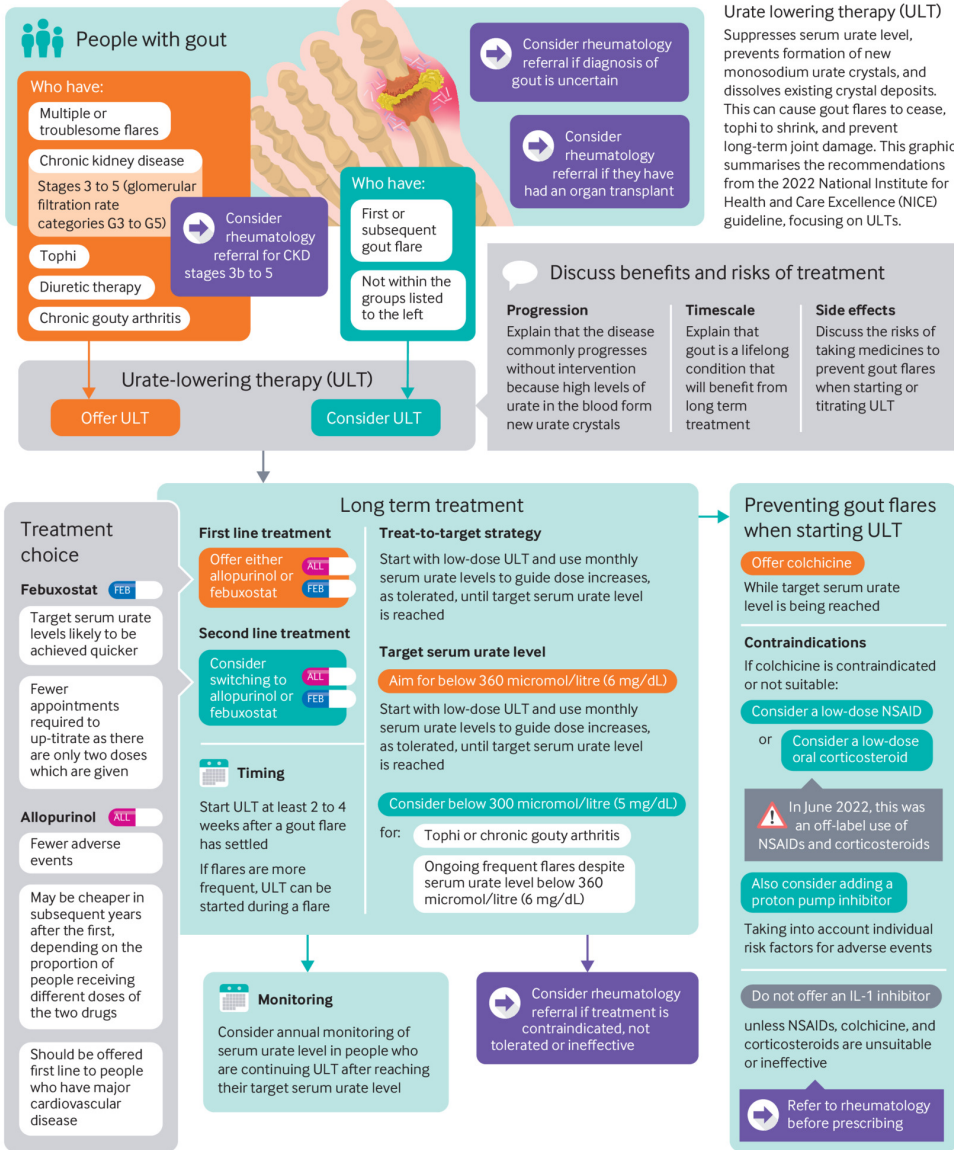 People with gout
Who have:
Multiple or
troublesome flares
Chronic kidney disease
Stages 3 to 5 (glomerular
filtration rate
categories G3 to G5)
Tophi
Diuretic therapy
Chronic gouty arthritis
Consider
rheumatology
referral for CKD
stages 3b to 5
Who have:
First or
subsequent
gout flare
Not within the
groups listed
to the left
Consider rheumatology
referral if diagnosis of
gout is uncertain
Consider
rheumatology
referral if they have
had an organ transplant
Urate lowering therapy (ULT)
Suppresses serum urate level,
prevents formation of new
monosodium urate crystals, and
dissolves existing crystal deposits.
This can cause gout flares to cease,
tophi to shrink, and prevent
long-term joint damage. This graphic
summarises the recommendations
from the 2022 National Institute for
Health and Care Excellence (NICE)
guideline, focusing on ULTs.
Urate-lowering therapy (ULT)
Offer ULT
Consider ULT
Discuss benefits and risks of treatment
Progression
Explain that the disease
commonly progresses
without intervention
because high levels of
urate in the blood form
new urate crystals
Timescale
Explain that
gout is a lifelong
condition that
will benefit from
long term
treatment
Side effects
Discuss the risks of
taking medicines to
prevent gout flares
when starting or
titrating ULT
Treatment
choice
Febuxostat FEB
Target serum urate
levels likely to be
achieved quicker
Fewer
appointments
required to
up-titrate as there
are only two doses
which are given
Allopurinol ALL
Fewer adverse
events
May be cheaper in
subsequent years
after the first,
depending on the
proportion of
people receiving
different doses of
the two drugs
Should be offered
first line to people
who have major
cardiovascular
disease
Long term treatment
First line treatment
Offer either
allopurinol or
febuxostat
ALL
FEB
Second line treatment
Consider
switching to
allopurinol or
febuxostat
ALL
FEB
Timing
Start ULT at least 2 to 4
weeks after a gout flare
has settled
If flares are more
frequent, ULT can be
started during a flare
Treat-to-target strategy
Start with low-dose ULT and use monthly
serum urate levels to guide dose increases,
as tolerated, until target serum urate level
is reached
Target serum urate level
Aim for below 360 micromol/litre (6 mg/dL)
Start with low-dose ULT and use monthly
serum urate levels to guide dose increases,
as tolerated, until target serum urate level
is reached
Consider below 300 micromol/litre (5 mg/dL)
for:
Tophi or chronic gouty arthritis
Ongoing frequent flares despite
serum urate level below 360
micromol/litre (6 mg/dL)
Monitoring
Consider annual monitoring of
serum urate level in people who
are continuing ULT after reaching
their target serum urate level
Consider rheumatology
referral if treatment is
contraindicated, not
tolerated or ineffective
Preventing gout flares
when starting ULT
Offer colchicine
While target serum urate
level is being reached
Contraindications
If colchicine is contraindicated
or not suitable:
Consider a low-dose NSAID
or
Consider a low-dose
oral corticosteroid
In June 2022, this was
an off-label use of
NSAIDs and corticosteroids
Also consider adding a
proton pump inhibitor
Taking into account individual
risk factors for adverse events
Do not offer an IL-1 inhibitor
unless NSAIDs, colchicine, and
corticosteroids are unsuitable
or ineffective
Refer to rheumatology
before prescribing